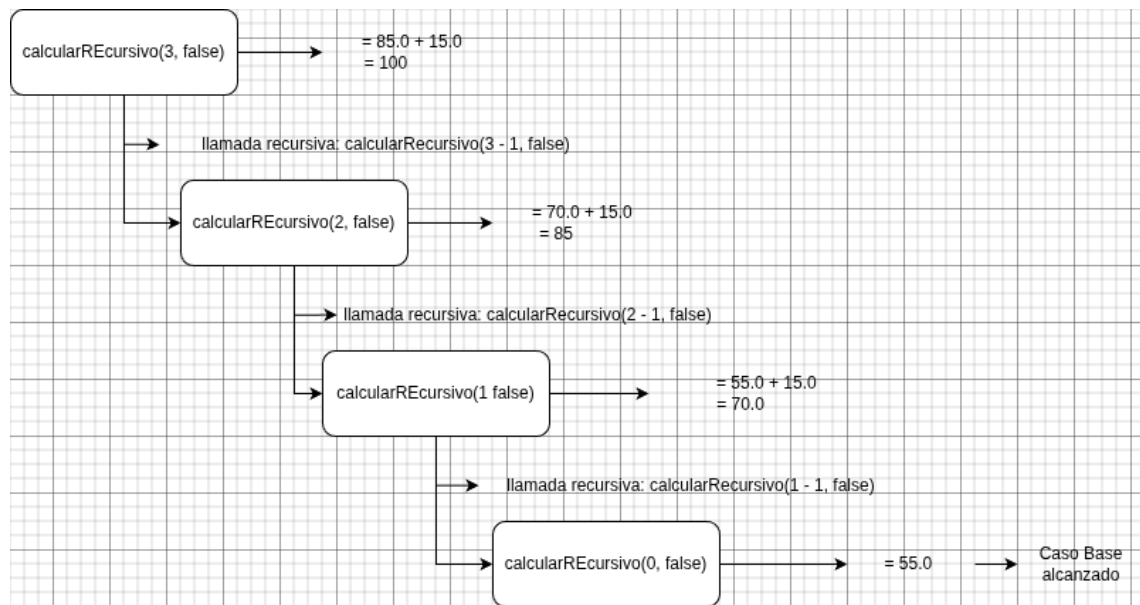 calcularREcursivo(3, false)
= 85.0 + 15.0
= 100
llamada recursiva: calcularRecursivo(3 - 1, false)
calcularREcursivo(2, false)
= 70.0 + 15.0
= 85
llamada recursiva: calcularRecursivo(2 - 1, false)
calcularREcursivo(1 false)
= 55.0 + 15.0
= 70.0
llamada recursiva: calcularRecursivo(1 - 1, false)
calcularREcursivo(0, false)
= 55.0
Caso Base
alcanzado